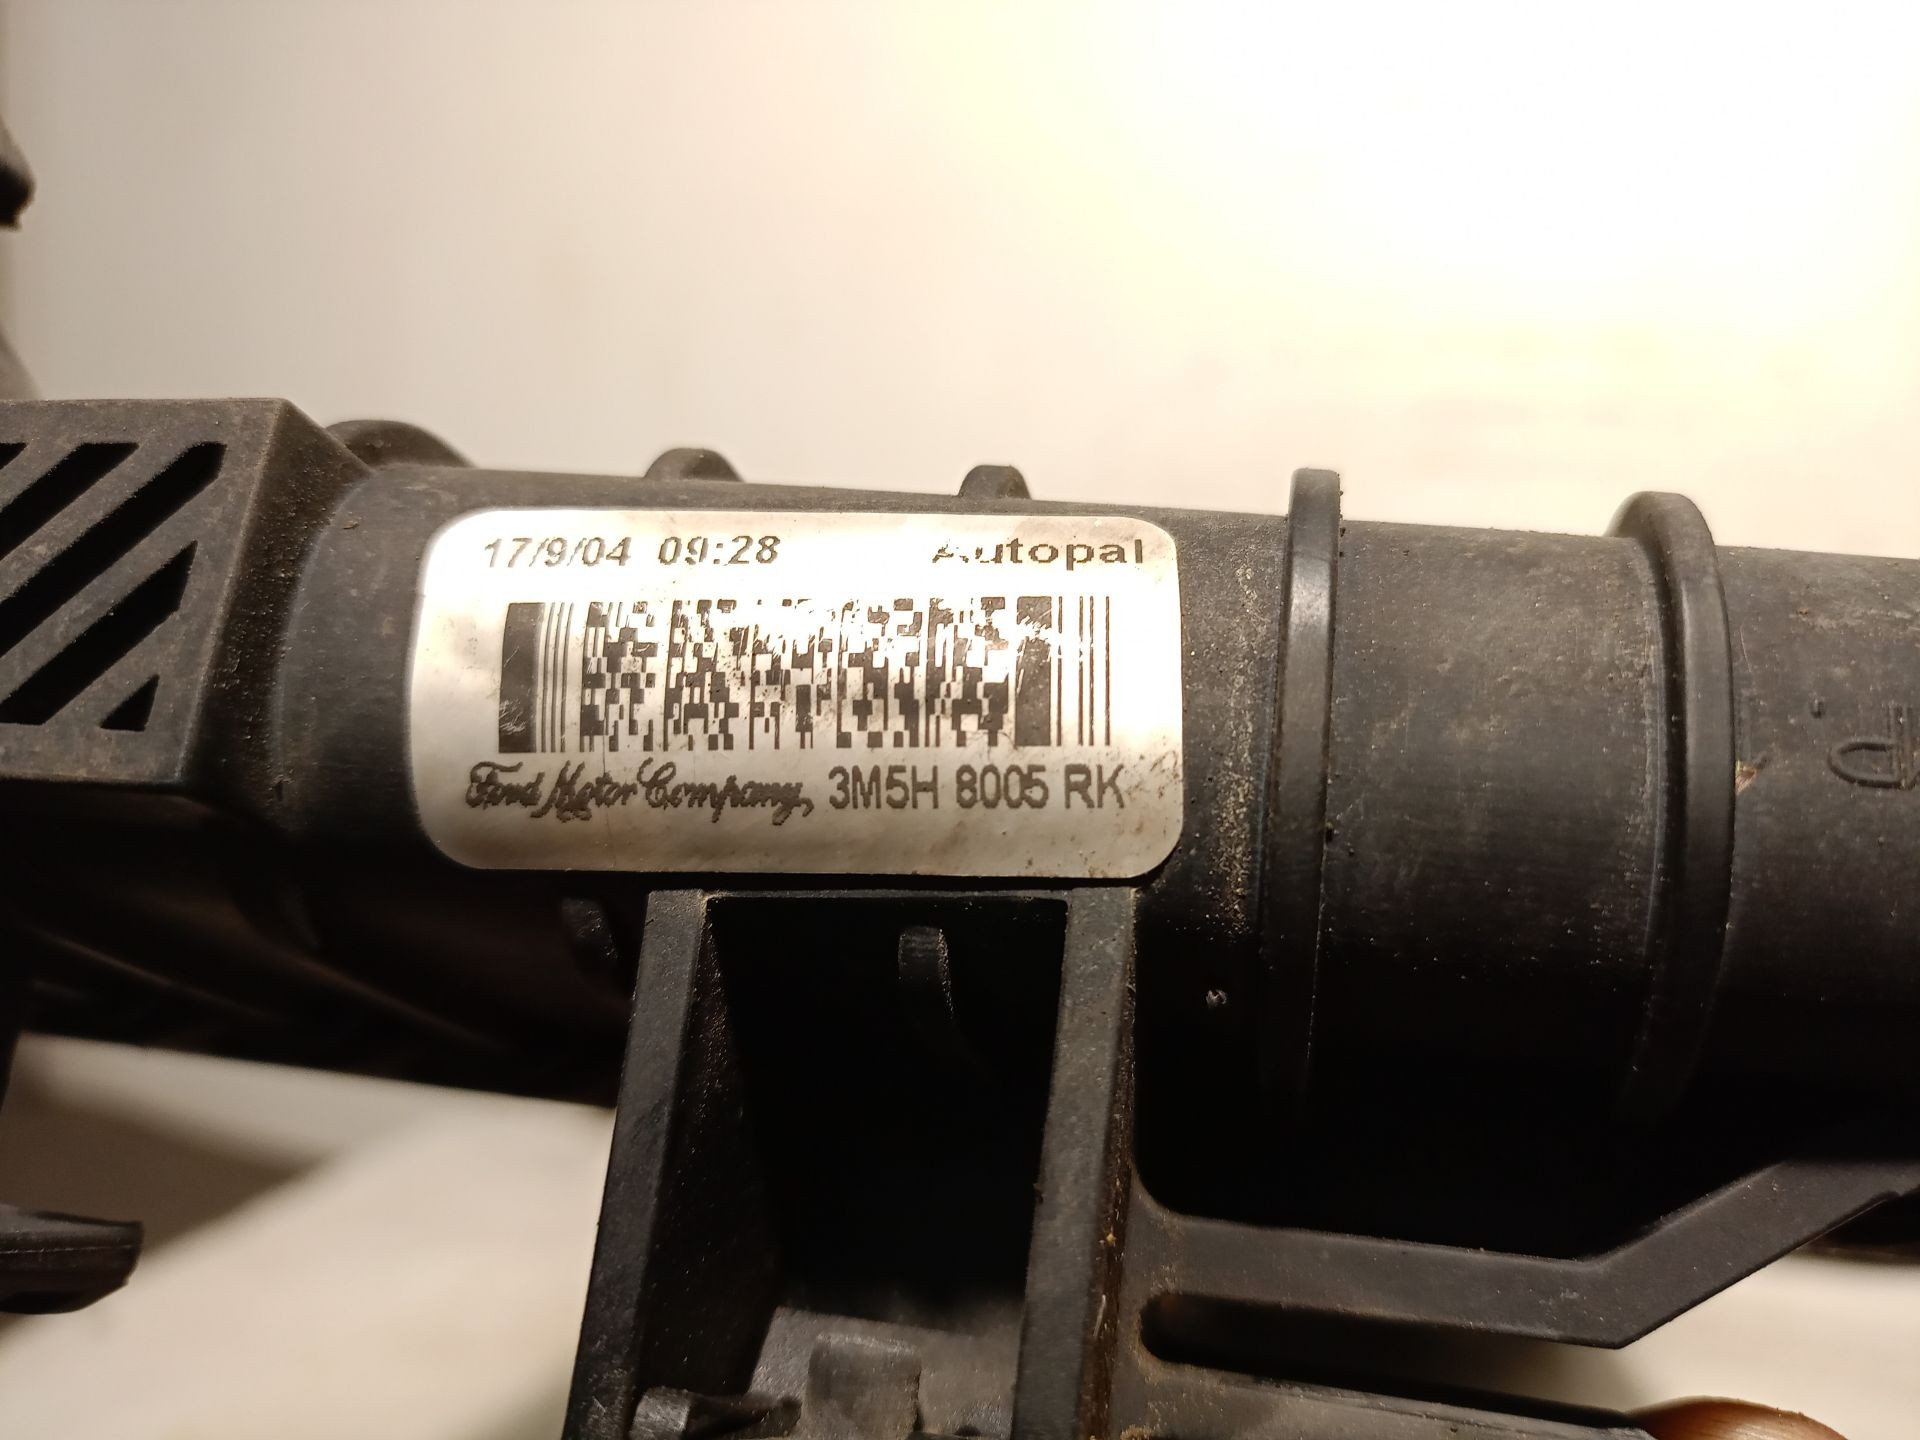 17/9/04 09:28 Autopal
Ford Motor Company, 3M5H 8005 RK